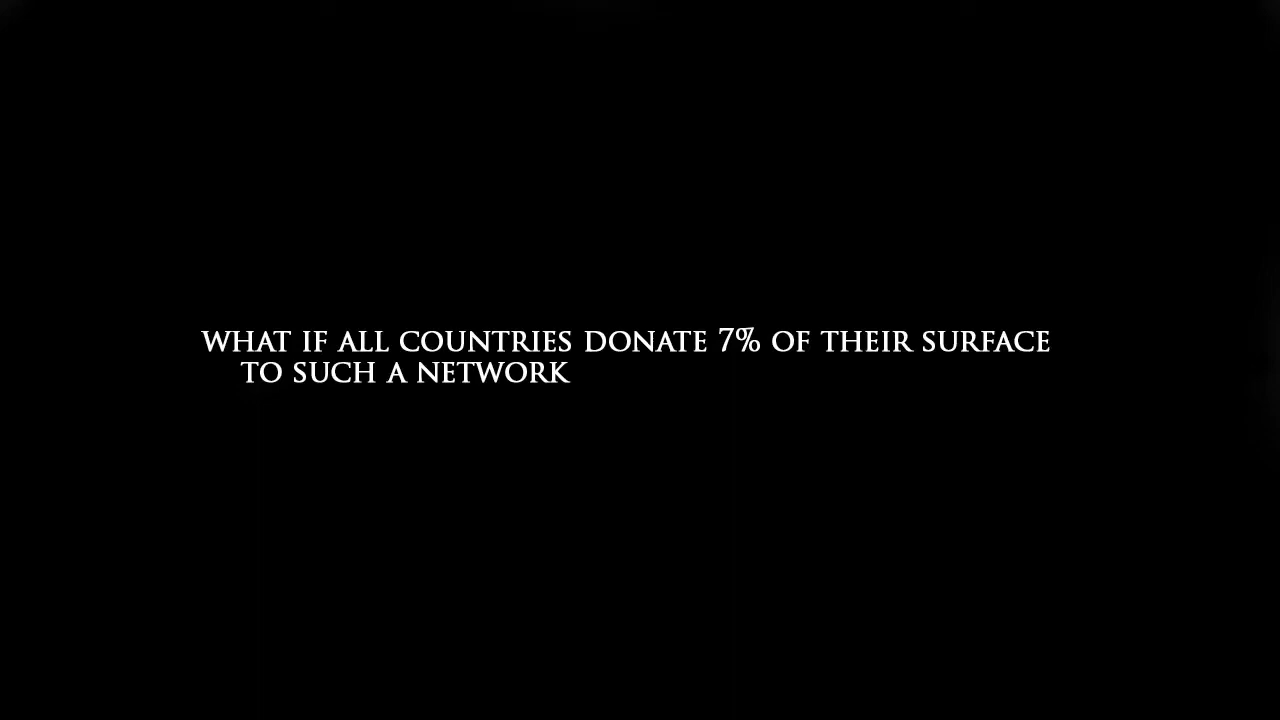 WHAT IF ALL COUNTRIES DONATE 7% OF THEIR SURFACE
TO SUCH A NETWORK